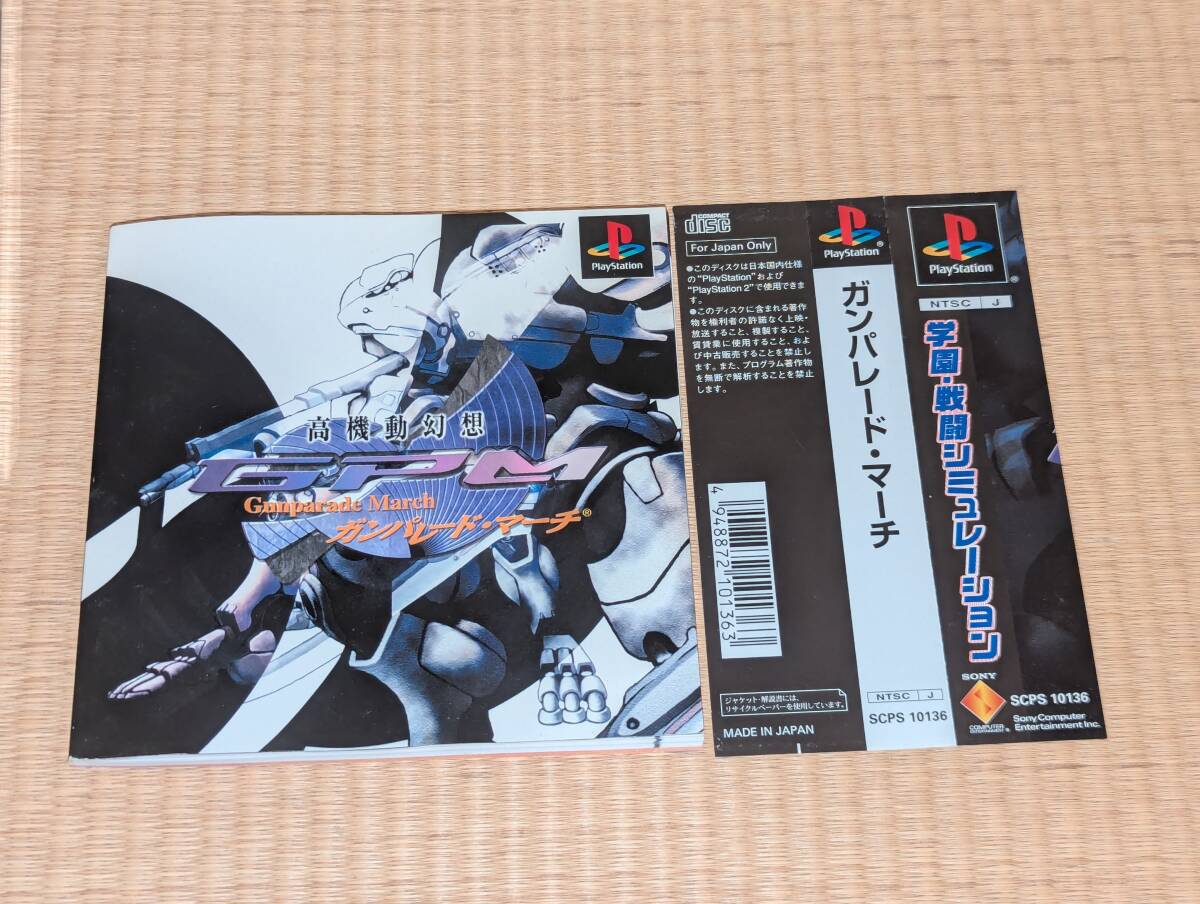 PlayStation
高機動幻想
GPM
Gunparade March
ガンパレード・マーチ®
COMPACT
disc
For Japan Only
●このディスクは日本国内仕様
の"PlayStation"および
"PlayStation 2"で使用できま
す。
●このディスクに含まれる著作
物を権利者の許諾なく上映・
放送すること、複製すること、
賃貸業に使用すること、およ
び中古販売することを禁止し
ます。また、プログラム著作物
を無断で解析することを禁止
します。
4948872101363
ジャケット・解説書には、
リサイクルペーパーを使用しています。
MADE IN JAPAN
PlayStation®
ガンパレード・マーチ
NTSC J
SCPS 10136
PlayStation®
NTSC J
学園・戦闘シミュレーション
SONY
COMPUTER
ENTERTAINMENT®
SCPS 10136
Sony Computer
Entertainment Inc.